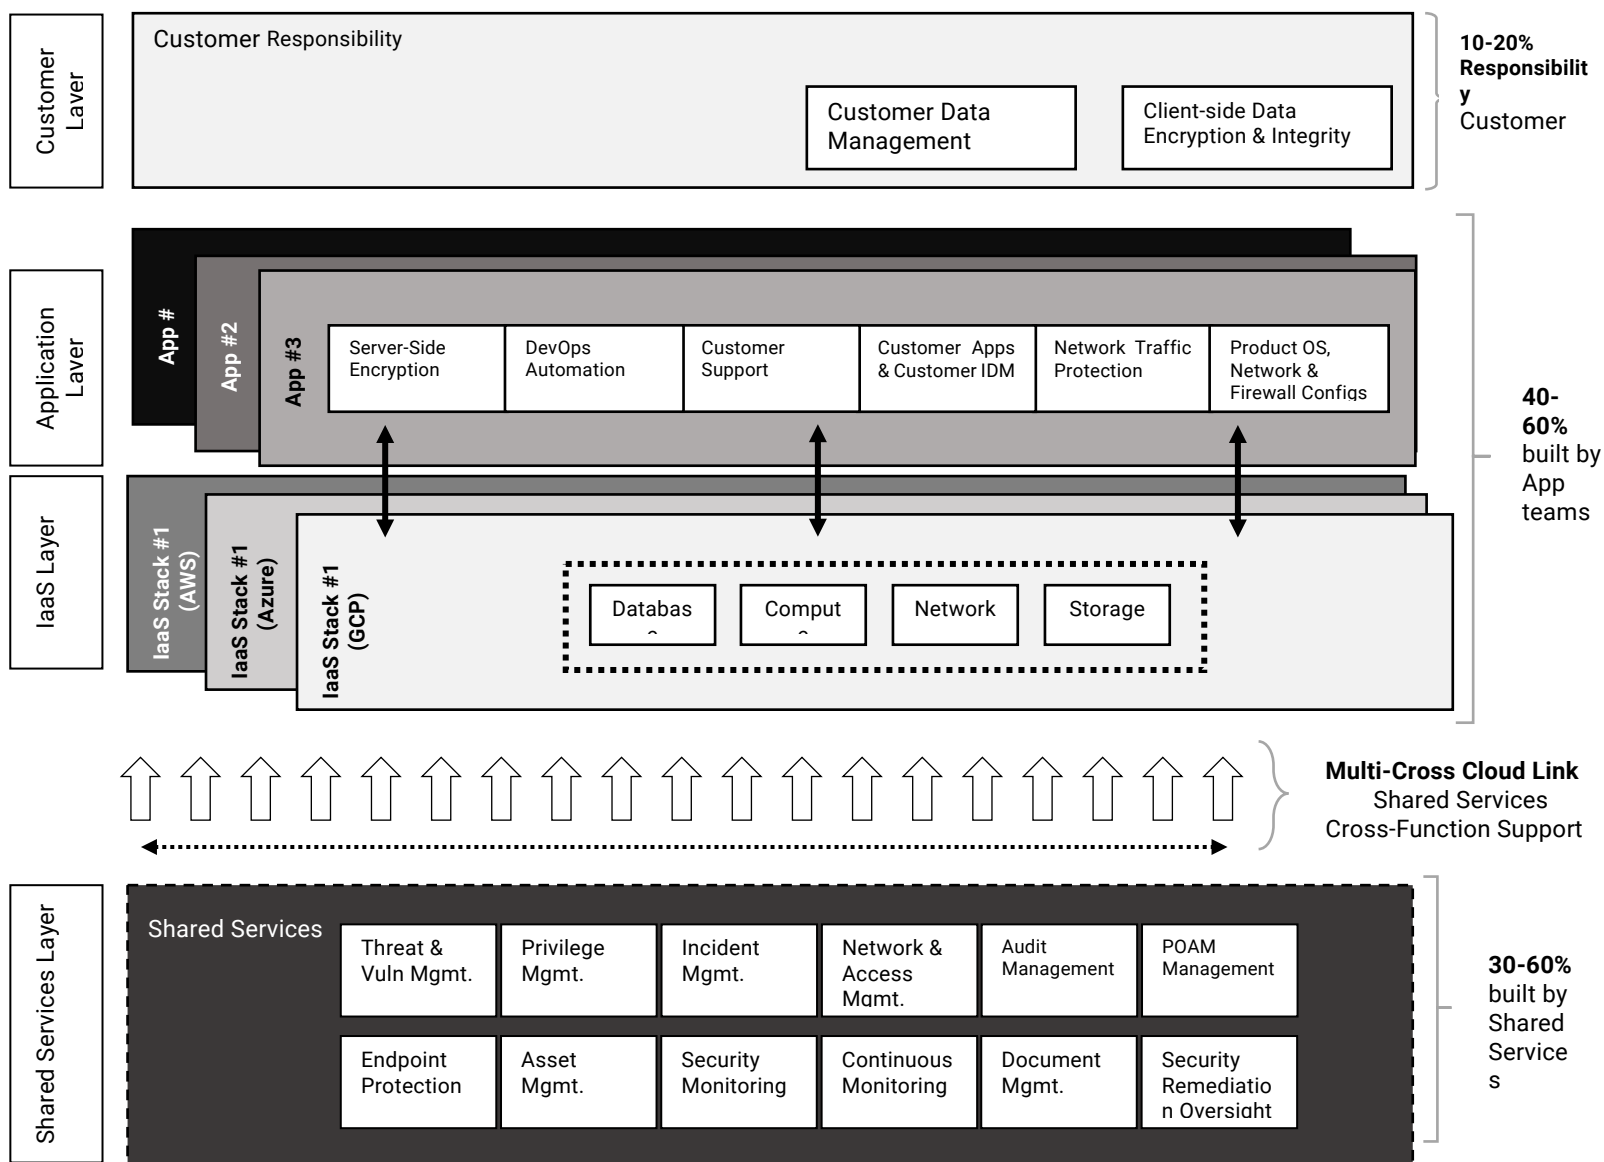 Customer
Laver
Customer Responsibility
Customer Data
Management
Client-side Data
Encryption & Integrity
10-20%
Responsibilit
y
Customer
Application
Laver
App #
App #2
App #3
Server-Side
Encryption
DevOps
Automation
Customer
Support
Customer Apps
& Customer IDM
Network Traffic
Protection
Product OS,
Network &
Firewall Configs
40-
60%
built by
App
teams
IaaS Layer
IaaS Stack #1
(AWS)
IaaS Stack #1
(Azure)
IaaS Stack #1
(GCP)
Databas
Comput
Network
Storage
Multi-Cross Cloud Link
Shared Services
Cross-Function Support
Shared Services Layer
Shared Services
Threat &
Vuln Mgmt.
Privilege
Mgmt.
Incident
Mgmt.
Network &
Access
Mgmt.
Audit
Management
POAM
Management
Endpoint
Protection
Asset
Mgmt.
Security
Monitoring
Continuous
Monitoring
Document
Mgmt.
Security
Remediatio
n Oversight
30-60%
built by
Shared
Service
s